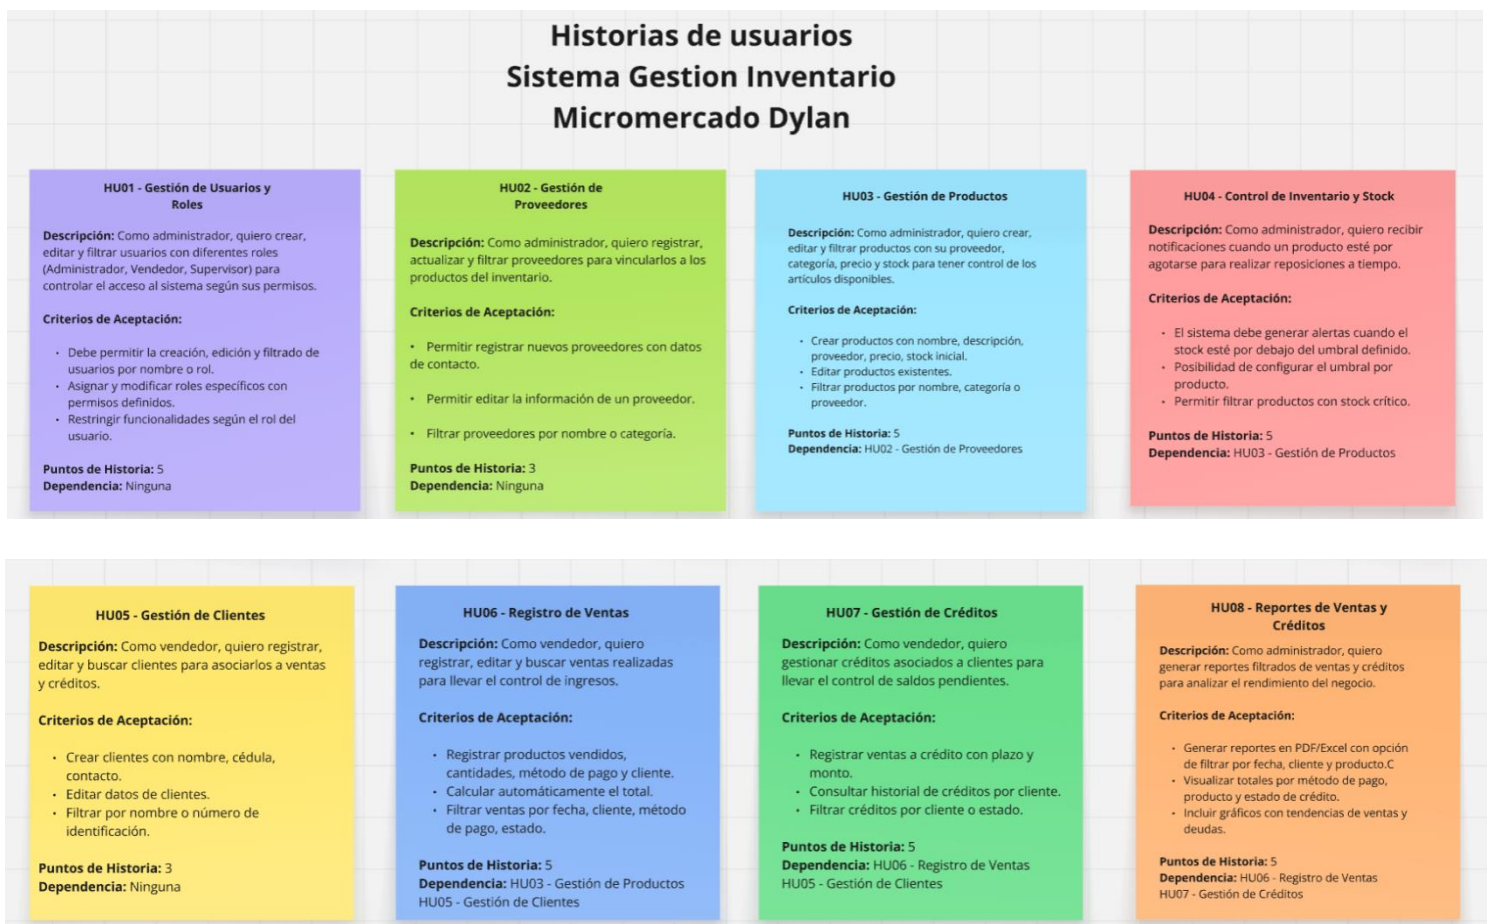 Historias de usuarios
Sistema Gestion Inventario
Micromercado Dylan
HU01 - Gestión de Usuarios y
Roles
Descripción: Como administrador, quiero crear,
editar y filtrar usuarios con diferentes roles
(Administrador, Vendedor, Supervisor) para
controlar el acceso al sistema según sus permisos.
Criterios de Aceptación:
• Debe permitir la creación, edición y filtrado de
usuarios por nombre o rol.
• Asignar y modificar roles específicos con
permisos definidos.
• Restringir funcionalidades según el rol del
usuario.
Puntos de Historia: 5
Dependencia: Ninguna
HU02 - Gestión de
Proveedores
Descripción: Como administrador, quiero registrar,
actualizar y filtrar proveedores para vincularlos a los
productos del inventario.
Criterios de Aceptación:
• Permitir registrar nuevos proveedores con datos
de contacto.
• Permitir editar la información de un proveedor.
• Filtrar proveedores por nombre o categoría.
Puntos de Historia: 3
Dependencia: Ninguna
HU03 - Gestión de Productos
Descripción: Como administrador, quiero crear,
editar y filtrar productos con su proveedor,
categoría, precio y stock para tener control de los
artículos disponibles.
Criterios de Aceptación:
• Crear productos con nombre, descripción,
proveedor, precio, stock inicial.
• Editar productos existentes.
• Filtrar productos por nombre, categoría o
proveedor.
Puntos de Historia: 5
Dependencia: HU02 - Gestión de Proveedores
HU04 - Control de Inventario y Stock
Descripción: Como administrador, quiero recibir
notificaciones cuando un producto esté por
agotarse para realizar reposiciones a tiempo.
Criterios de Aceptación:
• El sistema debe generar alertas cuando el
stock esté por debajo del umbral definido.
• Posibilidad de configurar el umbral por
producto.
• Permitir filtrar productos con stock crítico.
Puntos de Historia: 5
Dependencia: HU03 - Gestión de Productos
HU05 - Gestión de Clientes
Descripción: Como vendedor, quiero registrar,
editar y buscar clientes para asociarlos a ventas
y créditos.
Criterios de Aceptación:
• Crear clientes con nombre, cédula,
contacto.
• Editar datos de clientes.
• Filtrar por nombre o número de
identificación.
Puntos de Historia: 3
Dependencia: Ninguna
HU06 - Registro de Ventas
Descripción: Como vendedor, quiero
registrar, editar y buscar ventas realizadas
para llevar el control de ingresos.
Criterios de Aceptación:
• Registrar productos vendidos,
cantidades, método de pago y cliente.
• Calcular automáticamente el total.
• Filtrar ventas por fecha, cliente, método
de pago, estado.
Puntos de Historia: 5
Dependencia: HU03 - Gestión de Productos
HU05 - Gestión de Clientes
HU07 - Gestión de Créditos
Descripción: Como vendedor, quiero
gestionar créditos asociados a clientes para
llevar el control de saldos pendientes.
Criterios de Aceptación:
• Registrar ventas a crédito con plazo y
monto.
• Consultar historial de créditos por cliente.
• Filtrar créditos por cliente o estado.
Puntos de Historia: 5
Dependencia: HU06 - Registro de Ventas
HU05 - Gestión de Clientes
HU08 - Reportes de Ventas y
Créditos
Descripción: Como administrador, quiero
generar reportes filtrados de ventas y créditos
para analizar el rendimiento del negocio.
Criterios de Aceptación:
• Generar reportes en PDF/Excel con opción
de filtrar por fecha, cliente y producto.C
• Visualizar totales por método de pago,
producto y estado de crédito.
• Incluir gráficos con tendencias de ventas y
deudas.
Puntos de Historia: 5
Dependencia: HU06 - Registro de Ventas
HU07 - Gestión de Créditos